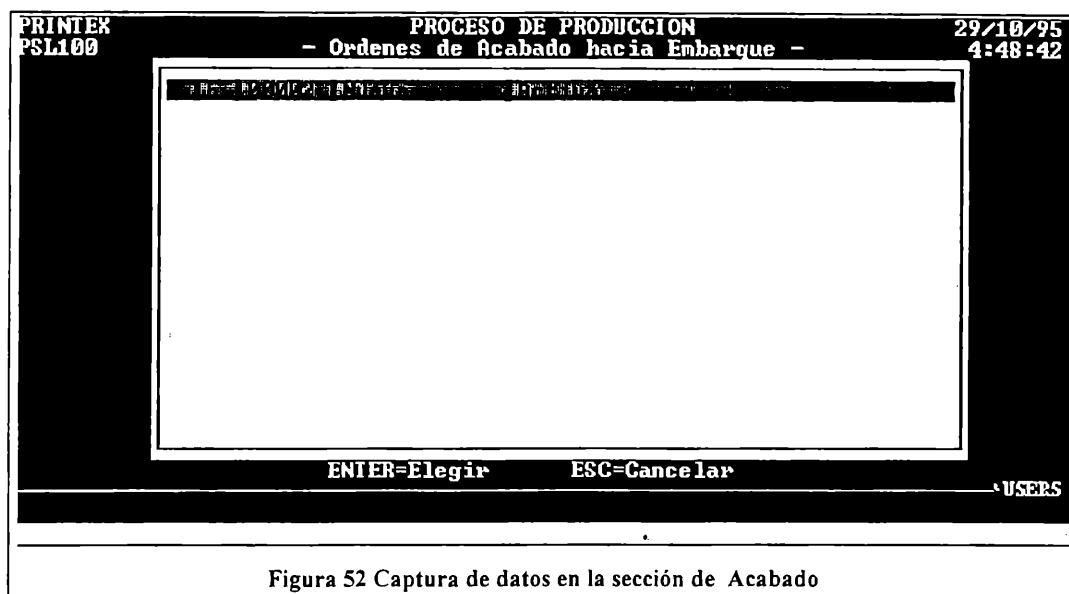 PRINTEX PROCESO DE PRODUCCION 29/10/95
PSL100 - Ordenes de Acabado hacia Embarque - 4:48:42
ENTER=Elegir ESC=Cancelar
USERS
Figura 52 Captura de datos en la sección de Acabado